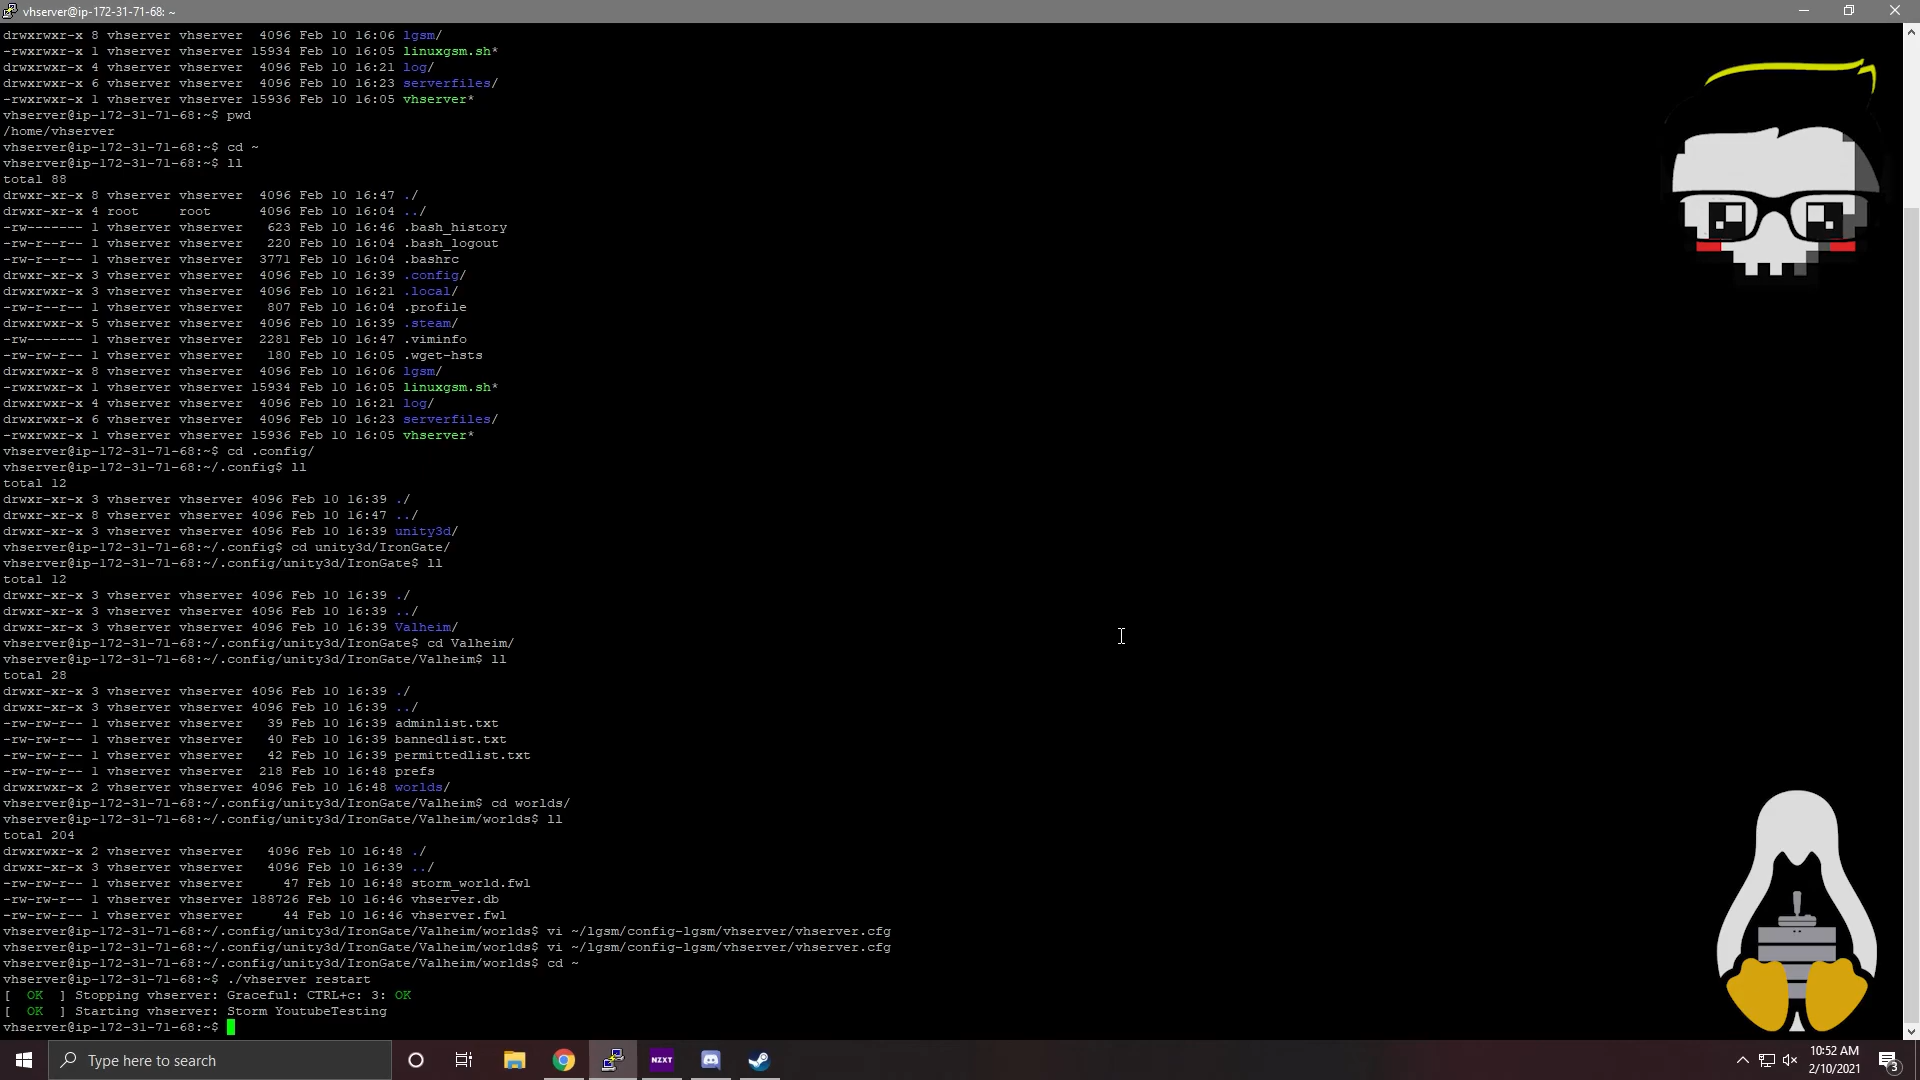 vhserver@ip-172-31-71-68: ~
drwxrwxr-x 8 vhserver vhserver  4096 Feb 10 16:06 lgsm/
-rwxrwxr-x 1 vhserver vhserver 15934 Feb 10 16:05 linuxgsm.sh*
drwxrwxr-x 4 vhserver vhserver  4096 Feb 10 16:21 log/
drwxrwxr-x 6 vhserver vhserver  4096 Feb 10 16:23 serverfiles/
-rwxrwxr-x 1 vhserver vhserver 15936 Feb 10 16:05 vhserver*
vhserver@ip-172-31-71-68:~$ pwd
/home/vhserver
vhserver@ip-172-31-71-68:~$ cd ~
vhserver@ip-172-31-71-68:~$ ll
total 88
drwxr-xr-x 8 vhserver vhserver  4096 Feb 10 16:47 ./
drwxr-xr-x 4 root     root      4096 Feb 10 16:04 ../
-rw------- 1 vhserver vhserver   623 Feb 10 16:46 .bash_history
-rw-r--r-- 1 vhserver vhserver   220 Feb 10 16:04 .bash_logout
-rw-r--r-- 1 vhserver vhserver  3771 Feb 10 16:04 .bashrc
drwxr-xr-x 3 vhserver vhserver  4096 Feb 10 16:39 .config/
drwxrwxr-x 3 vhserver vhserver  4096 Feb 10 16:21 .local/
-rw-r--r-- 1 vhserver vhserver   807 Feb 10 16:04 .profile
drwxrwxr-x 5 vhserver vhserver  4096 Feb 10 16:39 .steam/
-rw------- 1 vhserver vhserver  2281 Feb 10 16:47 .viminfo
-rw-rw-r-- 1 vhserver vhserver   180 Feb 10 16:05 .wget-hsts
drwxrwxr-x 8 vhserver vhserver  4096 Feb 10 16:06 lgsm/
-rwxrwxr-x 1 vhserver vhserver 15934 Feb 10 16:05 linuxgsm.sh*
drwxrwxr-x 4 vhserver vhserver  4096 Feb 10 16:21 log/
drwxrwxr-x 6 vhserver vhserver  4096 Feb 10 16:23 serverfiles/
-rwxrwxr-x 1 vhserver vhserver 15936 Feb 10 16:05 vhserver*
vhserver@ip-172-31-71-68:~$ cd .config/
vhserver@ip-172-31-71-68:~/.config$ ll
total 12
drwxr-xr-x 3 vhserver vhserver 4096 Feb 10 16:39 ./
drwxr-xr-x 8 vhserver vhserver 4096 Feb 10 16:47 ../
drwxr-xr-x 3 vhserver vhserver 4096 Feb 10 16:39 unity3d/
vhserver@ip-172-31-71-68:~/.config$ cd unity3d/IronGate/
vhserver@ip-172-31-71-68:~/.config/unity3d/IronGate$ ll
total 12
drwxr-xr-x 3 vhserver vhserver 4096 Feb 10 16:39 ./
drwxr-xr-x 3 vhserver vhserver 4096 Feb 10 16:39 ../
drwxr-xr-x 3 vhserver vhserver 4096 Feb 10 16:39 Valheim/
vhserver@ip-172-31-71-68:~/.config/unity3d/IronGate$ cd Valheim/
vhserver@ip-172-31-71-68:~/.config/unity3d/IronGate/Valheim$ ll
total 28
drwxr-xr-x 3 vhserver vhserver 4096 Feb 10 16:39 ./
drwxr-xr-x 3 vhserver vhserver 4096 Feb 10 16:39 ../
-rw-rw-r-- 1 vhserver vhserver   39 Feb 10 16:39 adminlist.txt
-rw-rw-r-- 1 vhserver vhserver   40 Feb 10 16:39 bannedlist.txt
-rw-rw-r-- 1 vhserver vhserver   42 Feb 10 16:39 permittedlist.txt
-rw-rw-r-- 1 vhserver vhserver  218 Feb 10 16:48 prefs
drwxrwxr-x 2 vhserver vhserver 4096 Feb 10 16:48 worlds/
vhserver@ip-172-31-71-68:~/.config/unity3d/IronGate/Valheim$ cd worlds/
vhserver@ip-172-31-71-68:~/.config/unity3d/IronGate/Valheim/worlds$ ll
total 204
drwxrwxr-x 2 vhserver vhserver   4096 Feb 10 16:48 ./
drwxr-xr-x 3 vhserver vhserver   4096 Feb 10 16:39 ../
-rw-rw-r-- 1 vhserver vhserver     47 Feb 10 16:48 storm_world.fwl
-rw-rw-r-- 1 vhserver vhserver 188726 Feb 10 16:46 vhserver.db
-rw-rw-r-- 1 vhserver vhserver     44 Feb 10 16:46 vhserver.fwl
vhserver@ip-172-31-71-68:~/.config/unity3d/IronGate/Valheim/worlds$ vi ~/lgsm/config-lgsm/vhserver/vhserver.cfg
vhserver@ip-172-31-71-68:~/.config/unity3d/IronGate/Valheim/worlds$ vi ~/lgsm/config-lgsm/vhserver/vhserver.cfg
vhserver@ip-172-31-71-68:~/.config/unity3d/IronGate/Valheim/worlds$ cd ~
vhserver@ip-172-31-71-68:~$ ./vhserver restart
[  OK  ] Stopping vhserver: Graceful: CTRL+c: 3: OK
[  OK  ] Starting vhserver: Storm YoutubeTesting
vhserver@ip-172-31-71-68:~$
Type here to search
NZXT
10:52 AM
2/10/2021
3